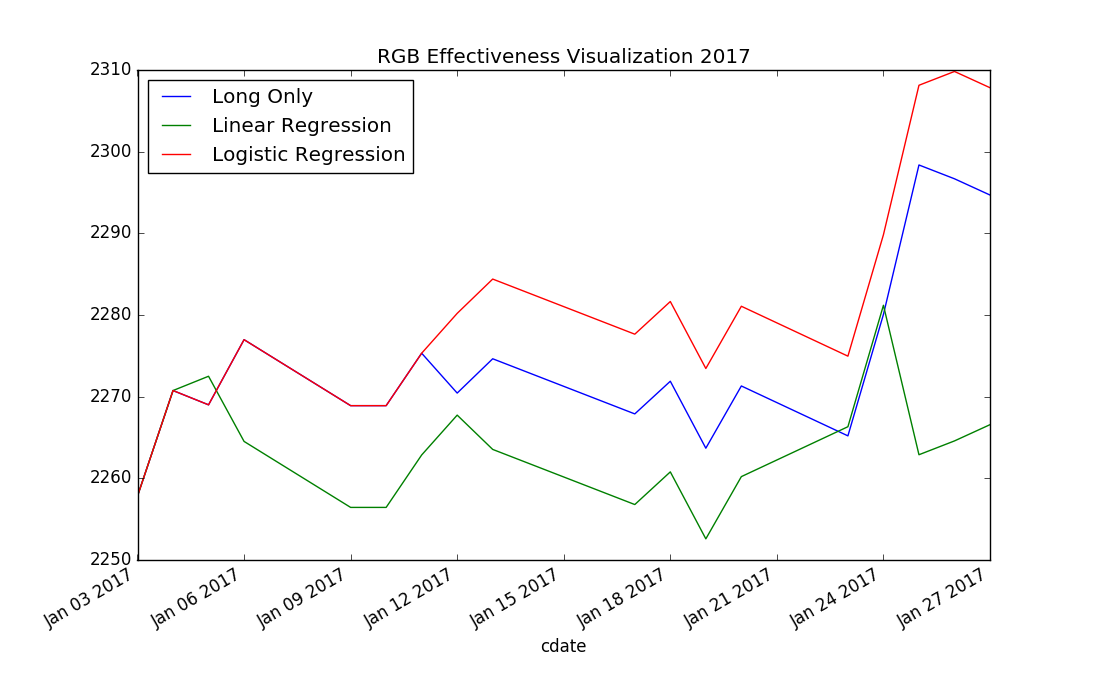 RGB Effectiveness Visualization 2017
2310
2300
2290
2280
2270
2260
2250
Long Only
Linear Regression
Logistic Regression
Jan 03 2017
Jan 06 2017
Jan 09 2017
Jan 12 2017
Jan 15 2017
Jan 18 2017
Jan 21 2017
Jan 24 2017
Jan 27 2017
cdate